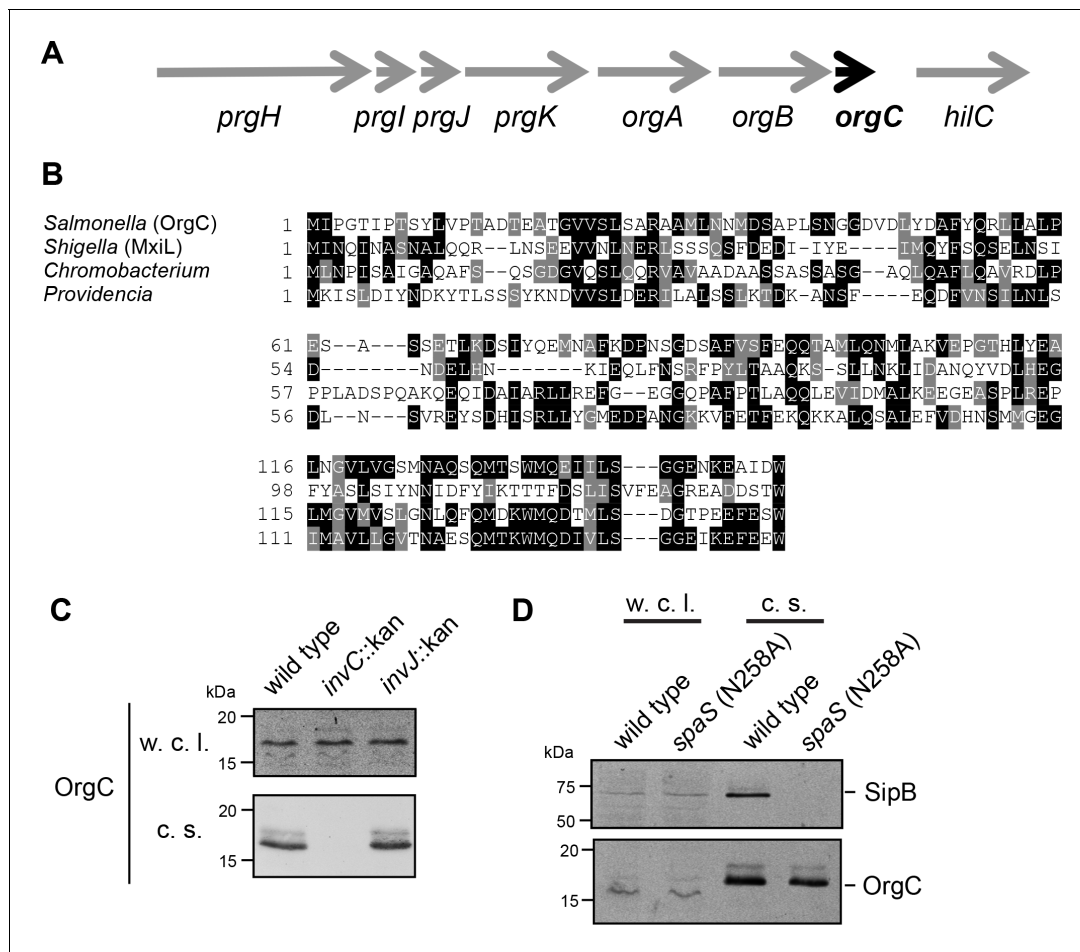 A
prgH prgI prgJ prgK orgA orgB orgC hilC
B
Salmonella (OrgC) 1 MIPGTIPTSYLVPTADTEATGVVSLSARAAMLNNMDSAPLSNGGDVDLYDAFYQRLLALP
Shigella (MxiL) 1 MINQINASNALQQR--LNSEEVVNLNERLSSSQSFDEDI-IYE----IMQYFSQSELNSI
Chromobacterium 1 MLNPISAIGAQAFS--QSGDGVQSLQQRVAVAADAASSASSASG---AQLQAFLQAVRDLP
Providencia 1 MKISLDIYNDKYTLSSSYKNDVVSLDERILALSSLKTDK-ANSF----EQDFVNSILNLS
61 ES--A---SSETLKDSIYQEMNAFKDPNSGDSAFVSFEQQTAMLQNMLAKVEPGTHLYEA
54 D--------NDELHN-------KIEQLFNSRFPYLTAAQKS-SLLNKLIDANQYVDLHEG
57 PPLADSPQAKQEQIDAIARLLREFG--EGGQPAFPTLAQQLEVIDMALKEEGEASPLREP
56 DL--N---SVREYSDHISRLLYGMEDPANGKKVFETFEKQKKALQSALEFVDHNSMMGEG
116 LNGVLVGSMNAQSQMTSWMQEIILS---GGENKEAIDW
98 FYASLSIYNNIDFYIKTTTFDSLISVFEAGREADDSTW
115 LMGVMVSLGNLQFQMDKWMQDTMLS---DGTPEEFESW
111 IMAVLLGVTNAESQMTKWMQDIVLS---GGEIKEFEEW
C
wild type invC::kan invJ::kan
kDa
OrgC
w. c. l.
20
15
c. s.
20
15
D
w. c. l. c. s.
wild type spaS (N258A) wild type spaS (N258A)
kDa
75
50
SipB
20
15
OrgC